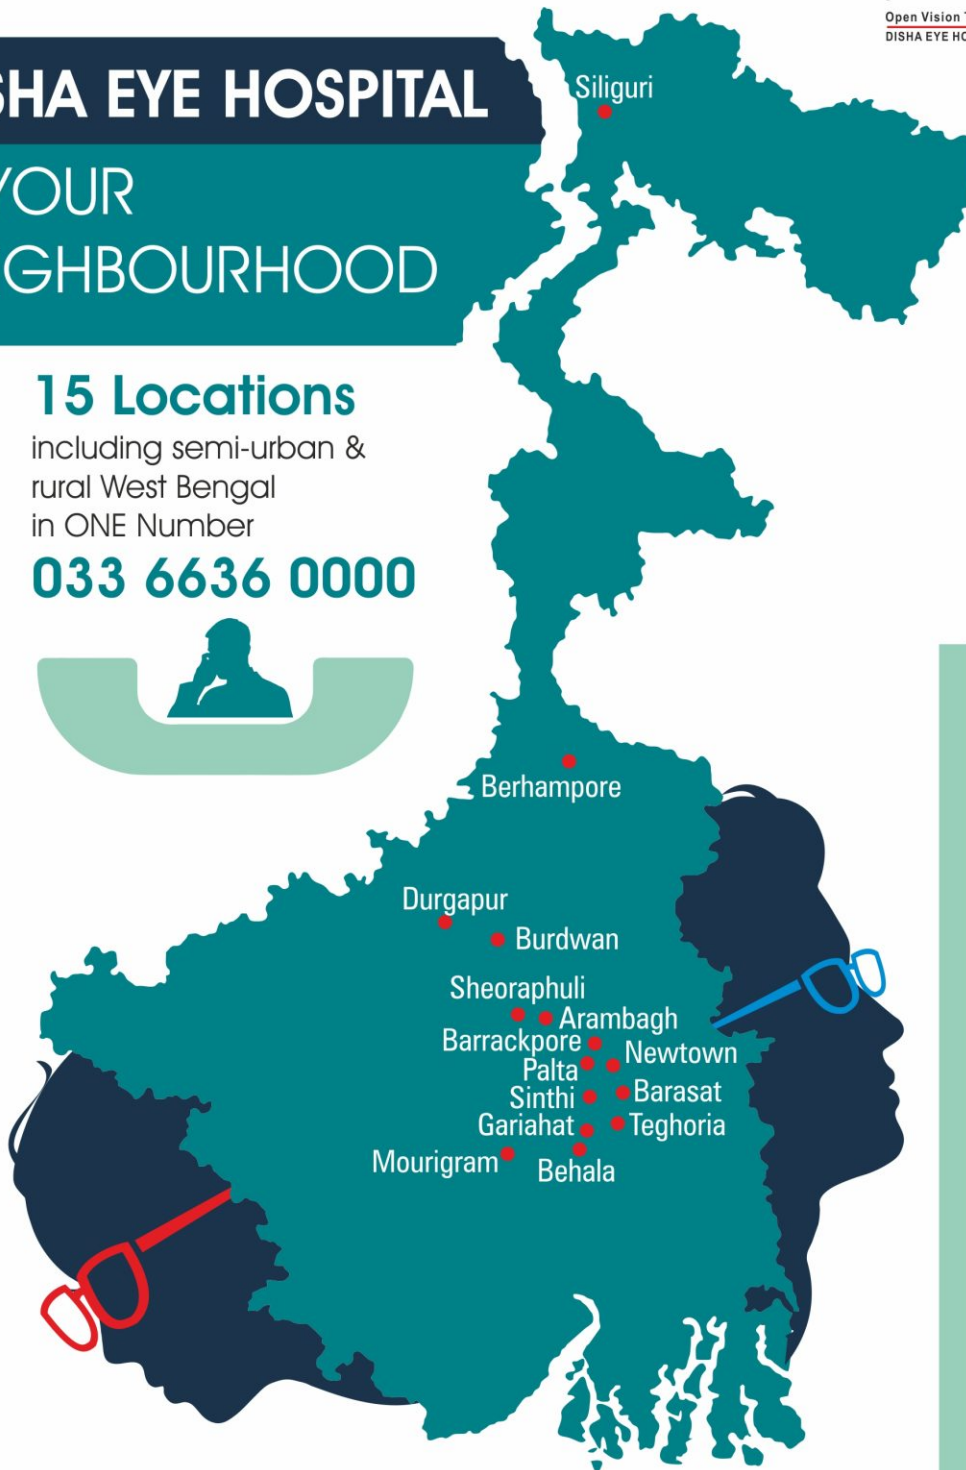 Open Vision
DISHA EYE HO
SHA EYE HOSPITAL
YOUR
GHBOURHOOD
15 Locations
including semi-urban &
rural West Bengal
in ONE Number
033 6636 0000
Siliguri
Berhampore
Durgapur
Burdwan
Sheoraphuli
Arambagh
Barrackpore
Newtown
Palta
Barasat
Sinthi
Gariahat
Teghoria
Mourigram
Behala